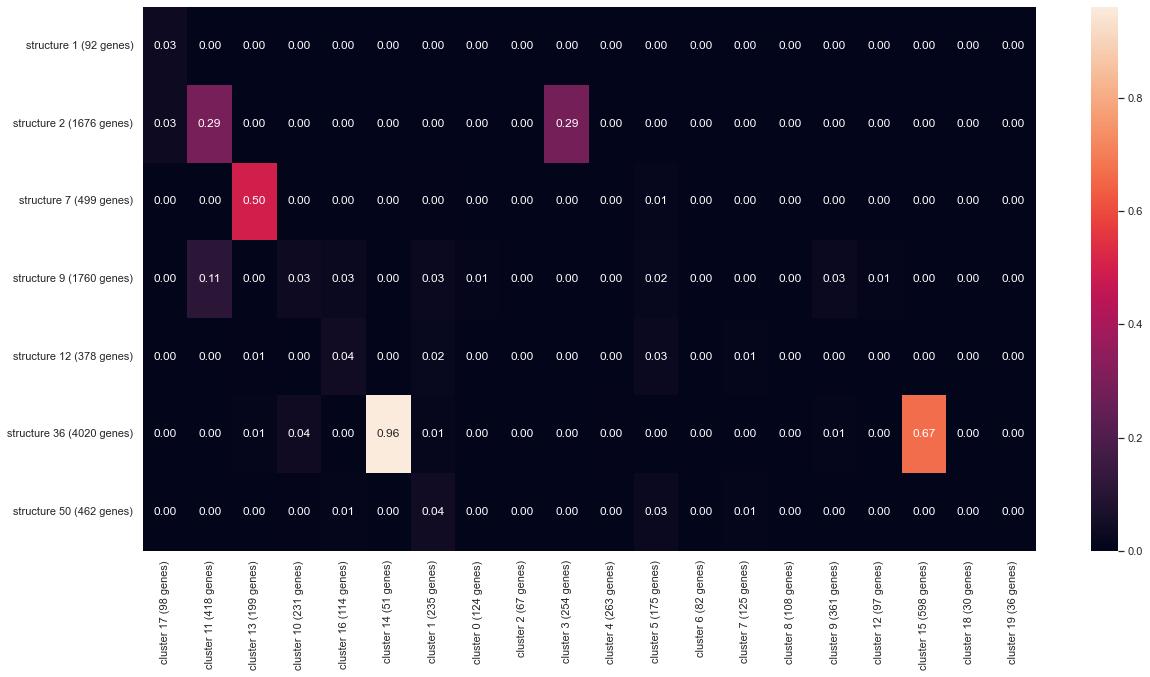 structure 1 (92 genes) 0.03 0.00 0.00 0.00 0.00 0.00 0.00 0.00 0.00 0.00 0.00 0.00 0.00 0.00 0.00 0.00 0.00 0.00 0.00 0.00
structure 2 (1676 genes) 0.03 0.29 0.00 0.00 0.00 0.00 0.00 0.00 0.00 0.29 0.00 0.00 0.00 0.00 0.00 0.00 0.00 0.00 0.00 0.00
structure 7 (499 genes) 0.00 0.00 0.50 0.00 0.00 0.00 0.00 0.00 0.00 0.00 0.00 0.01 0.00 0.00 0.00 0.00 0.00 0.00 0.00 0.00
structure 9 (1760 genes) 0.00 0.11 0.00 0.03 0.03 0.00 0.03 0.01 0.00 0.00 0.00 0.02 0.00 0.00 0.00 0.03 0.01 0.00 0.00 0.00
structure 12 (378 genes) 0.00 0.00 0.01 0.00 0.04 0.00 0.02 0.00 0.00 0.00 0.00 0.03 0.00 0.01 0.00 0.00 0.00 0.00 0.00 0.00
structure 36 (4020 genes) 0.00 0.00 0.01 0.04 0.00 0.96 0.01 0.00 0.00 0.00 0.00 0.00 0.00 0.00 0.00 0.01 0.00 0.67 0.00 0.00
structure 50 (462 genes) 0.00 0.00 0.00 0.00 0.01 0.00 0.04 0.00 0.00 0.00 0.00 0.03 0.00 0.01 0.00 0.00 0.00 0.00 0.00 0.00
cluster 17 (98 genes)
cluster 11 (418 genes)
cluster 13 (199 genes)
cluster 10 (231 genes)
cluster 16 (114 genes)
cluster 14 (51 genes)
cluster 1 (235 genes)
cluster 0 (124 genes)
cluster 2 (67 genes)
cluster 3 (254 genes)
cluster 4 (263 genes)
cluster 5 (175 genes)
cluster 6 (82 genes)
cluster 7 (125 genes)
cluster 8 (108 genes)
cluster 9 (361 genes)
cluster 12 (97 genes)
cluster 15 (598 genes)
cluster 18 (30 genes)
cluster 19 (36 genes)
0.8
0.6
0.4
0.2
0.0